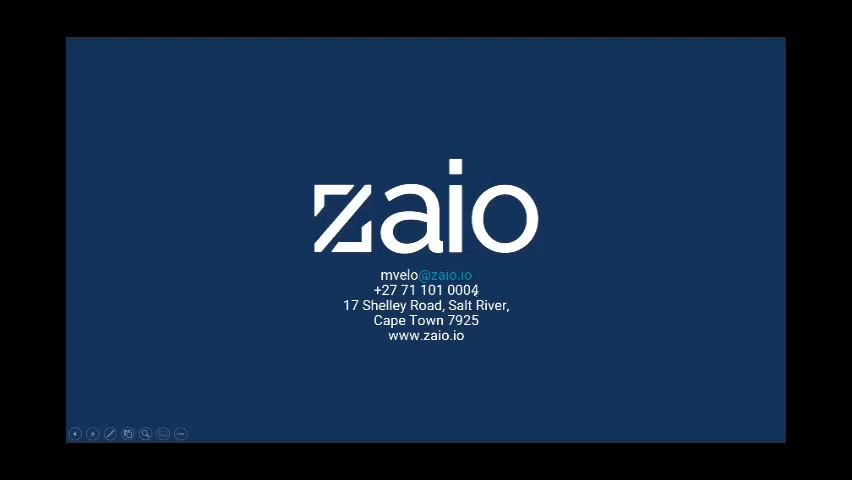 zaio
mvelo@zaio.io
+27 71 101 0004
17 Shelley Road, Salt River,
Cape Town 7925
www.zaio.io